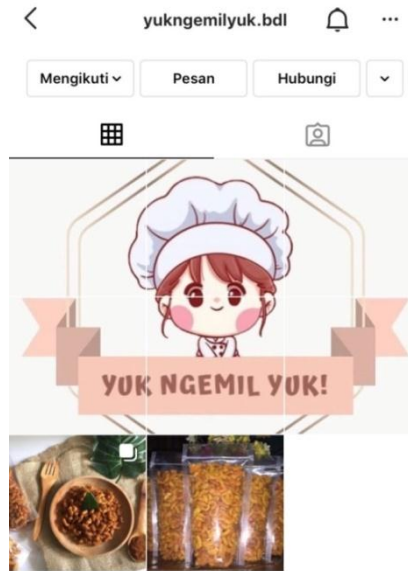 yukngemilyuk.bdl
Mengikuti
Pesan
Hubungi
YUK NGEMIL YUK!